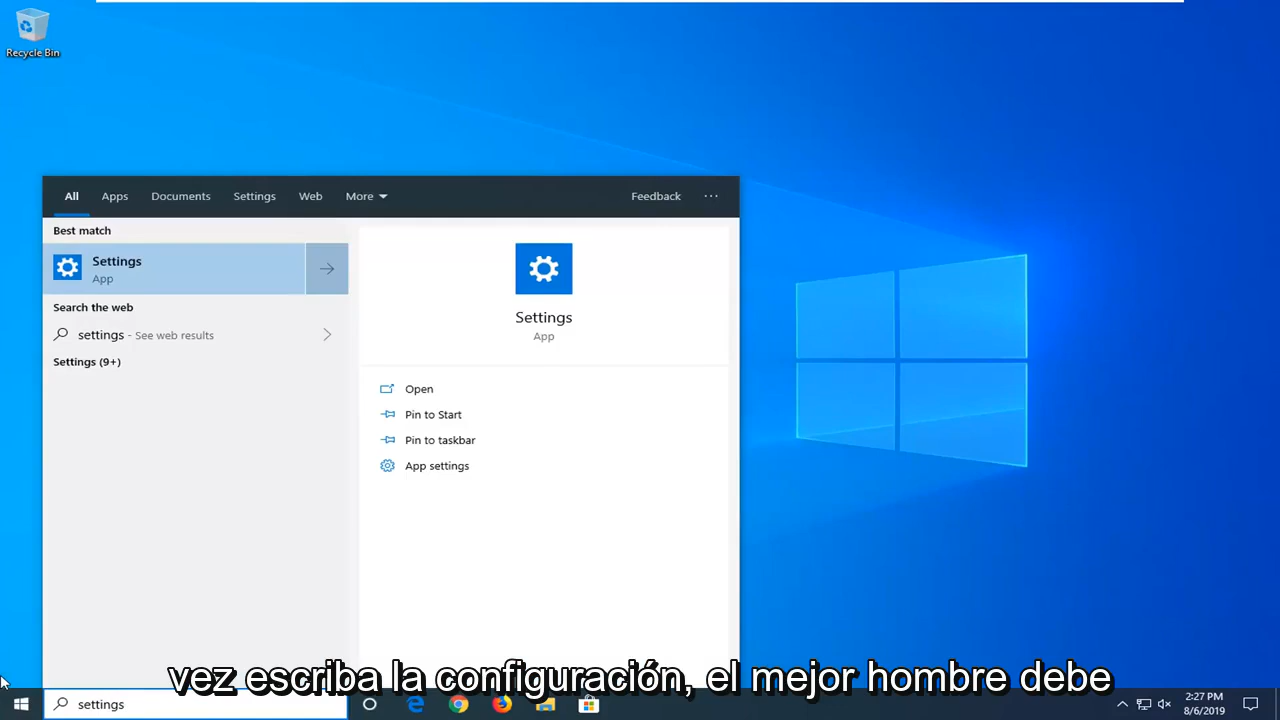 Recycle Bin
All Apps Documents Settings Web More Feedback ···
Best match
Settings
App
Search the web
settings - See web results
Settings (9+)
Settings
App
Open
Pin to Start
Pin to taskbar
App settings
vez escriba la configuración, el mejor hombre debe
settings
2:27 PM
8/6/2019